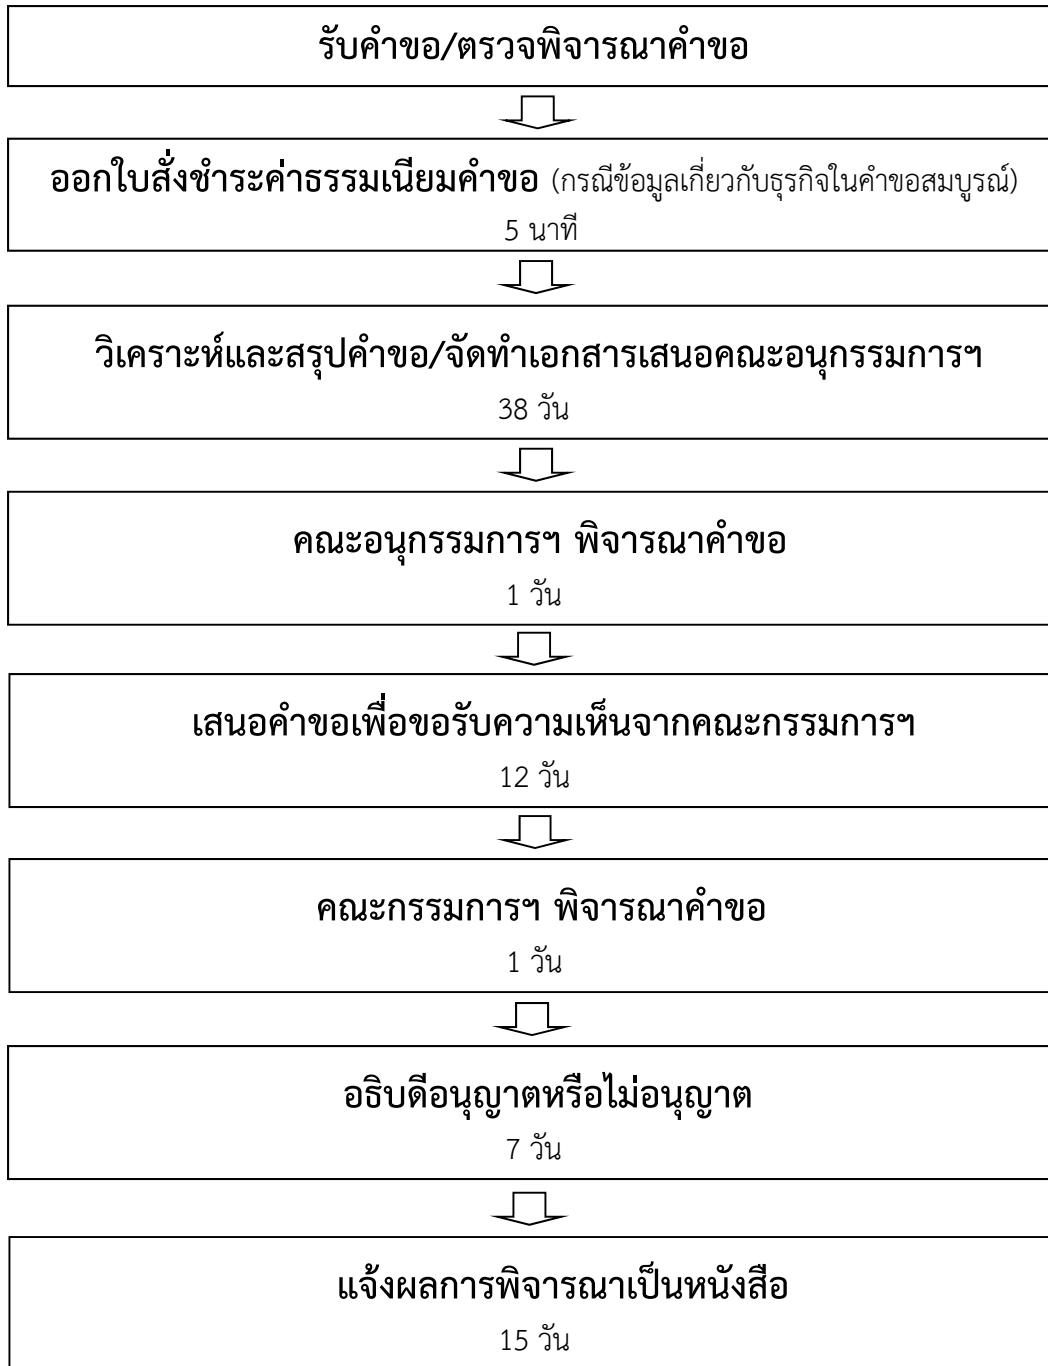 รับคำขอ/ตรวจพิจารณาคำขอ
ออกใบสั่งชำระค่าธรรมเนียมคำขอ (กรณีข้อมูลเกี่ยวกับธุรกิจในคำขอสมบูรณ์)
5 นาที
วิเคราะห์และสรุปคำขอ/จัดทำเอกสารเสนอคณะอนุกรรมการฯ
38 วัน
คณะอนุกรรมการฯ พิจารณาคำขอ
1 วัน
เสนอคำขอเพื่อขอรับความเห็นจากคณะกรรมการฯ
12 วัน
คณะกรรมการฯ พิจารณาคำขอ
1 วัน
อธิบดีอนุญาตหรือไม่อนุญาต
7 วัน
แจ้งผลการพิจารณาเป็นหนังสือ
15 วัน